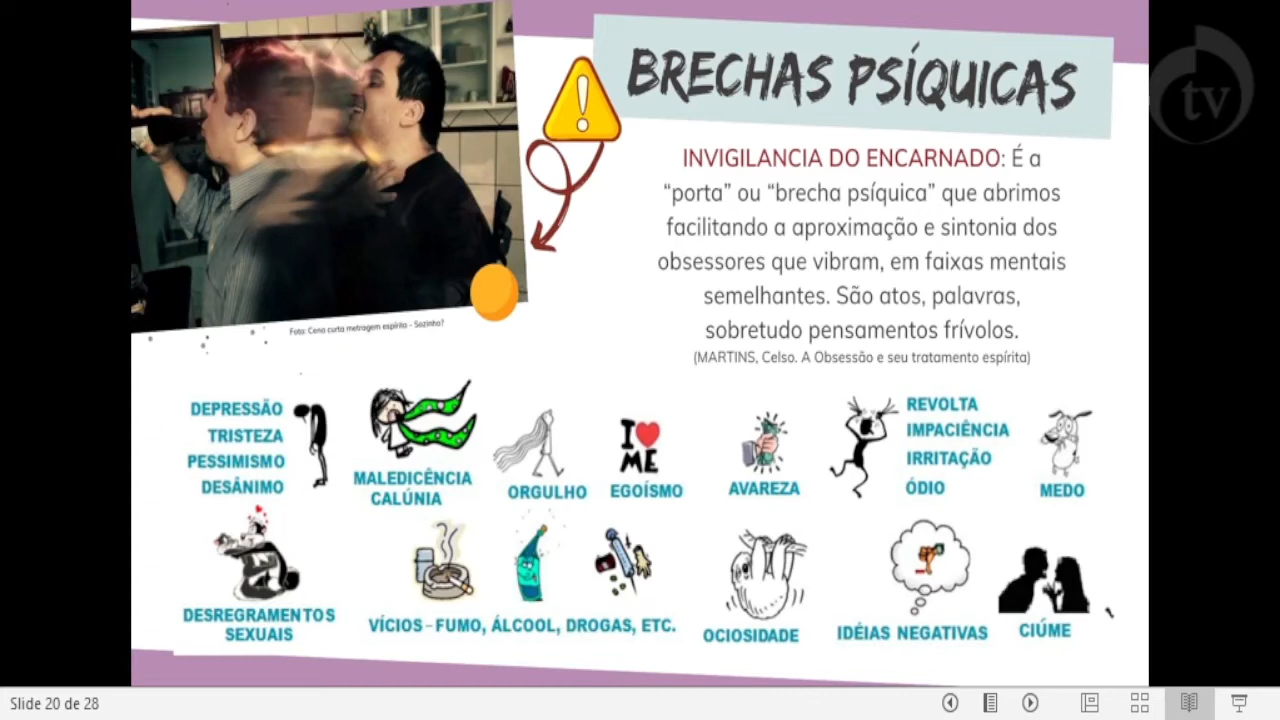 BRECHAS PSÍQUICAS
tv
INVIGILANCIA DO ENCARNADO: É a
“porta” ou “brecha psíquica” que abrimos
facilitando a aproximação e sintonia dos
obsessores que vibram, em faixas mentais
semelhantes. São atos, palavras,
sobretudo pensamentos frívolos.
(MARTINS, Celso. A Obsessão e seu tratamento espírita)
Foto: Cena curta metragem espírita - Sozinho?
DEPRESSÃO
TRISTEZA
PESSIMISMO
DESÂNIMO
MALEDICÊNCIA
CALÚNIA
ORGULHO
I ME
EGOÍSMO
AVAREZA
REVOLTA
IMPACIÊNCIA
IRRITAÇÃO
ÓDIO
MEDO
DESREGRAMENTOS
SEXUAIS
VÍCIOS – FUMO, ÁLCOOL, DROGAS, ETC.
OCIOSIDADE
IDÉIAS NEGATIVAS
CIÚME
Slide 20 de 28